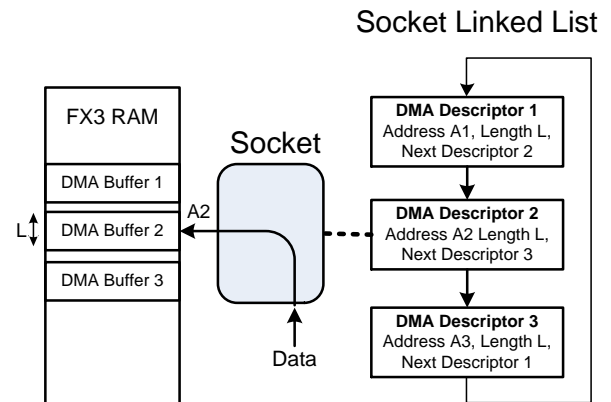 Socket Linked List
FX3 RAM
DMA Buffer 1
DMA Buffer 2
DMA Buffer 3
L
A2
Socket
Data
DMA Descriptor 1
Address A1, Length L,
Next Descriptor 2
DMA Descriptor 2
Address A2 Length L,
Next Descriptor 3
DMA Descriptor 3
Address A3, Length L,
Next Descriptor 1